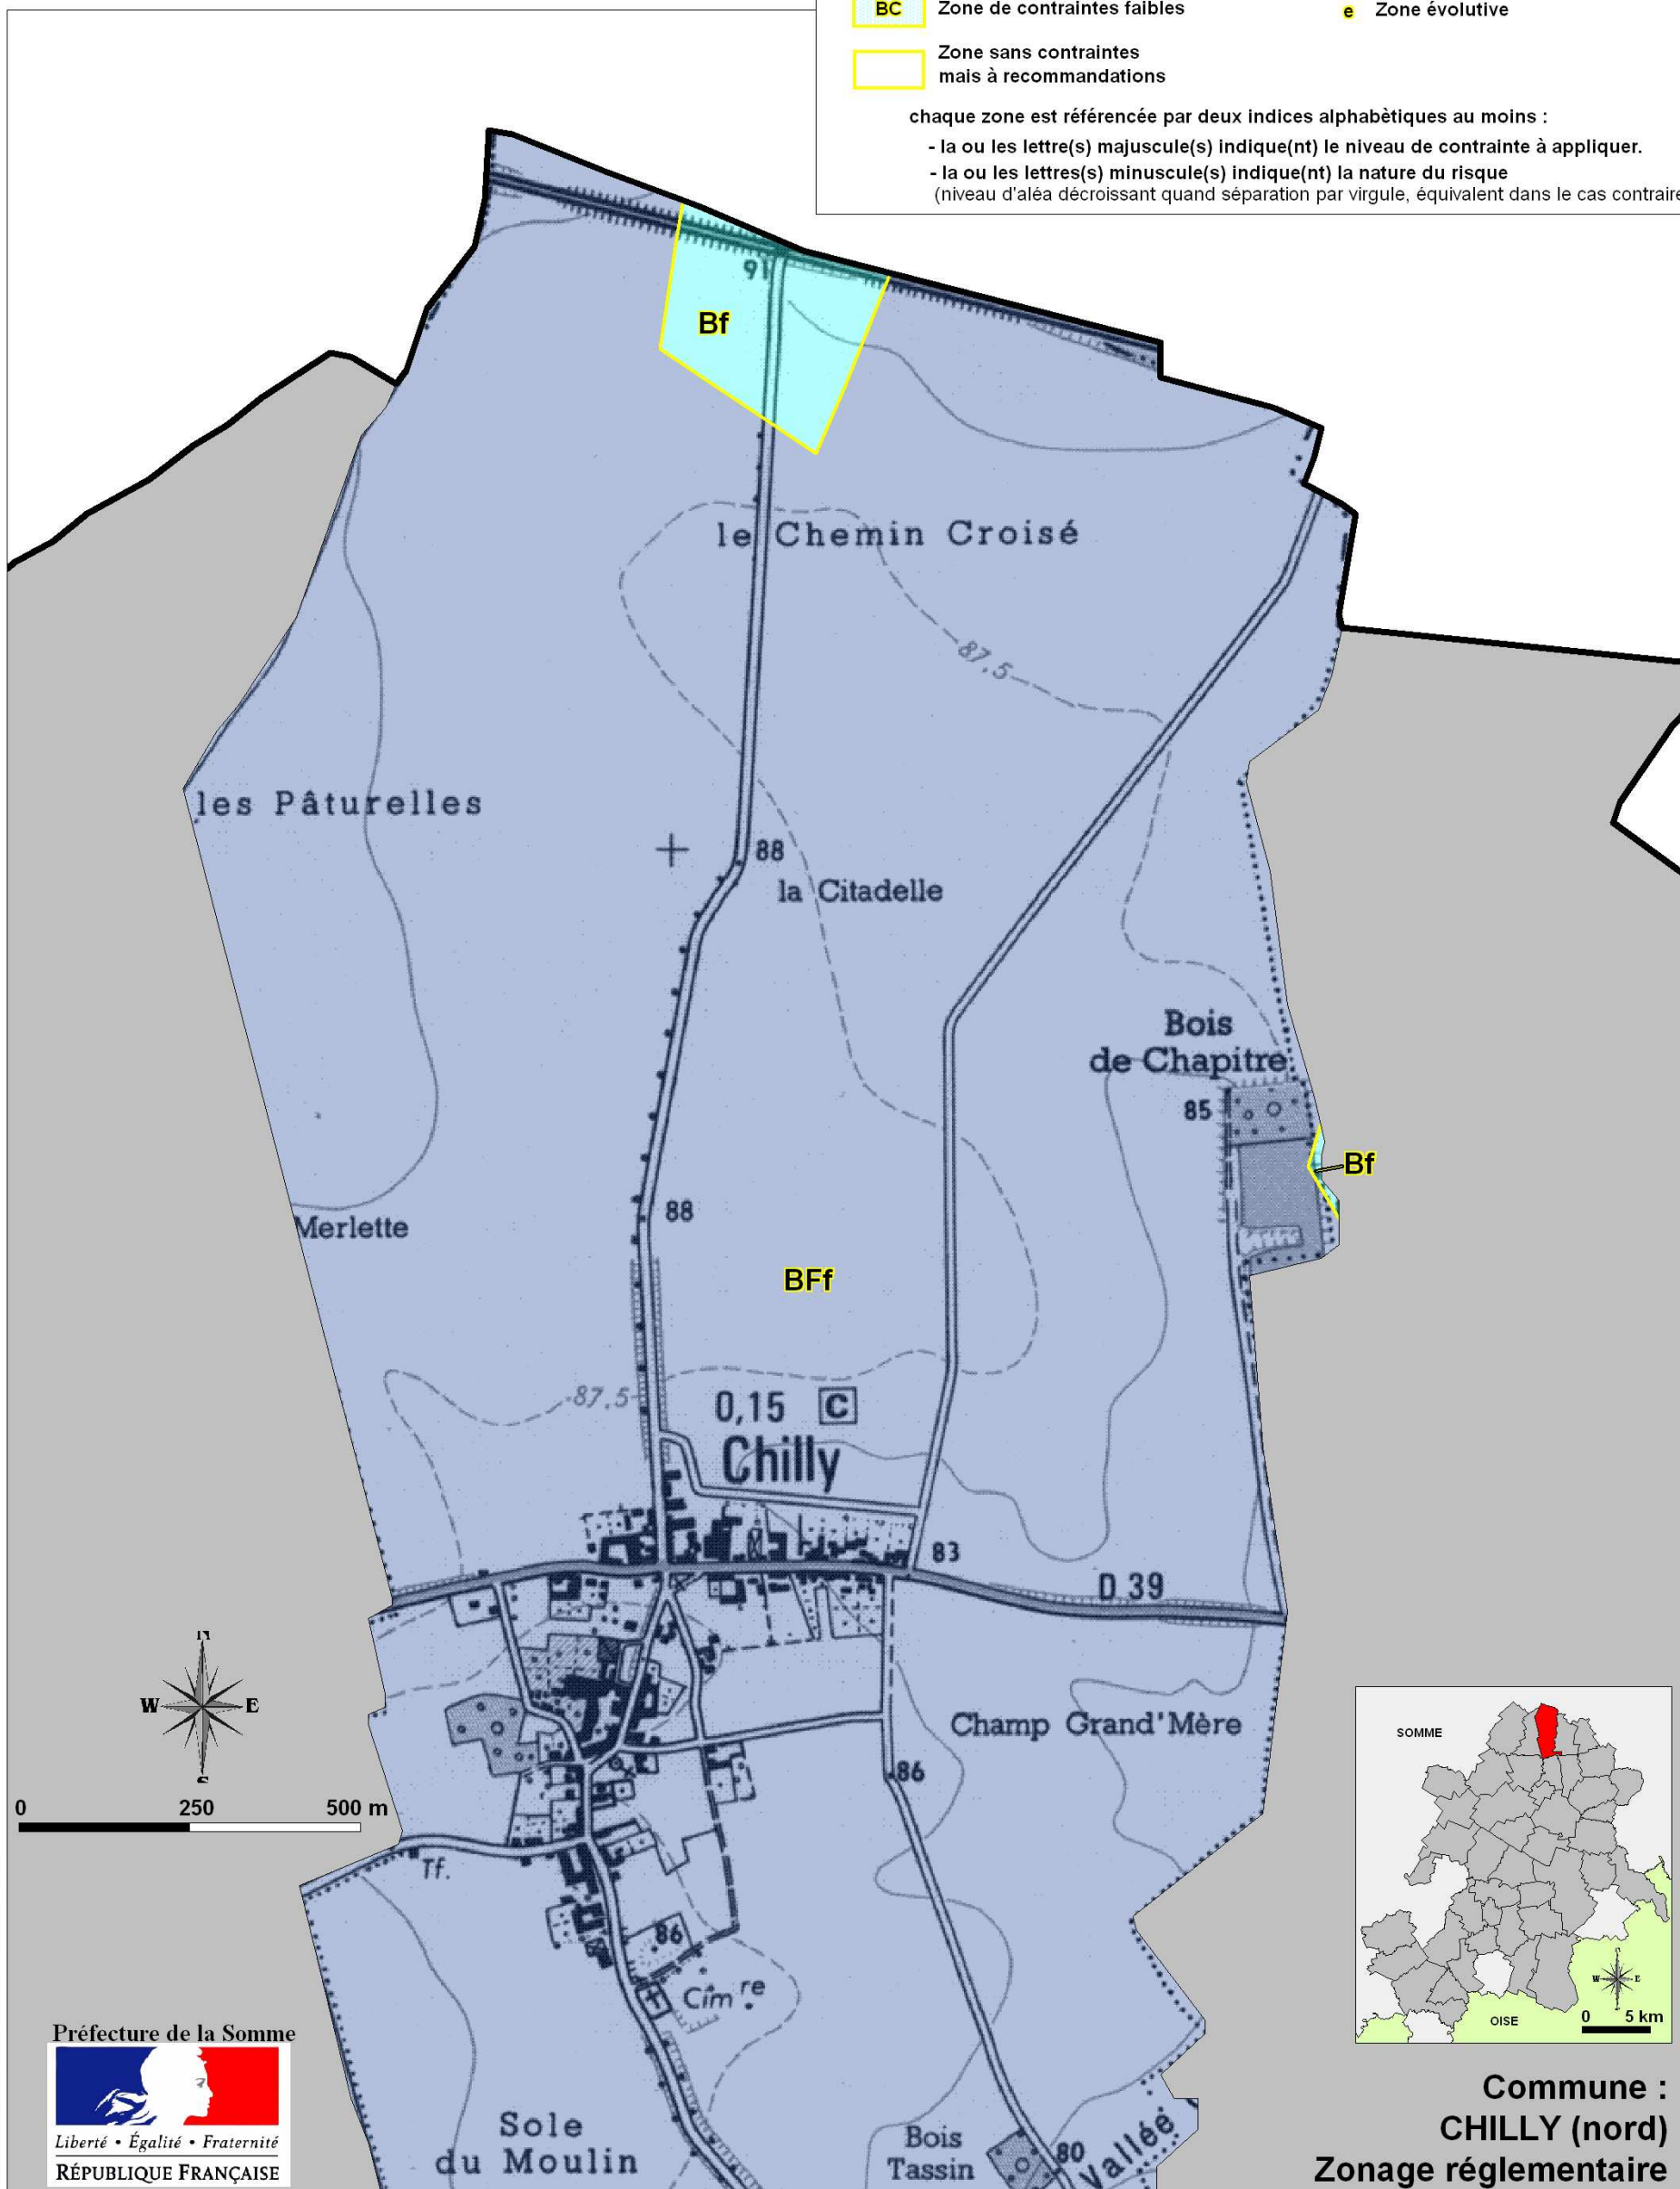 BC Zone de contraintes faibles
e Zone évolutive
Zone sans contraintes
mais à recommandations
chaque zone est référencée par deux indices alphabètiques au moins :
- la ou les lettre(s) majuscule(s) indique(nt) le niveau de contrainte à appliquer.
- la ou les lettres(s) minuscule(s) indique(nt) la nature du risque
(niveau d'aléa décroissant quand séparation par virgule, équivalent dans le cas contraire
91
Bf
le Chemin Croisé
87,5
les Pâturelles
88
la Citadelle
Bois
de Chapitre
85
Bf
88
Merlette
BFf
87,5
0,15 C
Chilly
83
D 39
N
W E
S
Champ Grand'Mère
86
0 250 500 m
Tf.
86
Cim re
SOMME
OISE
W E
0 5 km
Préfecture de la Somme
Liberté • Égalité • Fraternité
RÉPUBLIQUE FRANÇAISE
Sole
du Moulin
Bois
Tassin
80
Vallée
Commune :
CHILLY (nord)
Zonage réglementaire